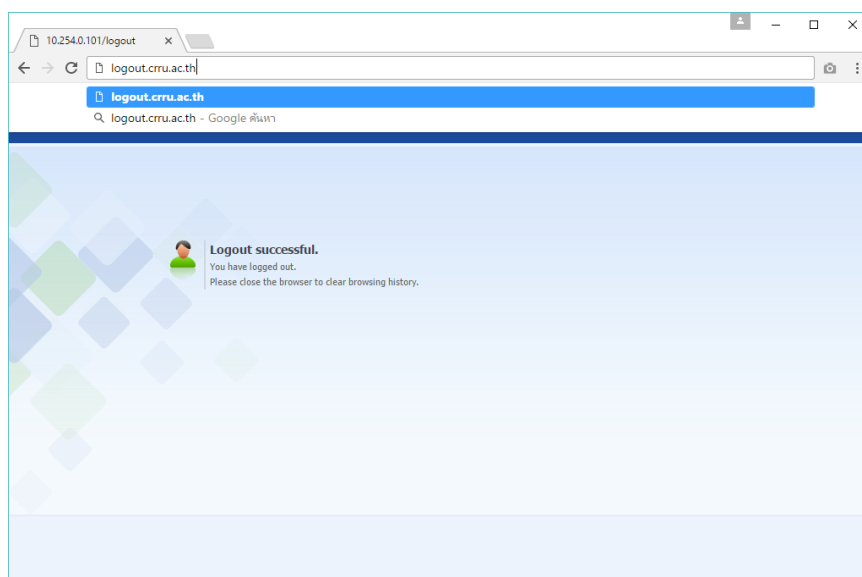 10.254.0.101/logout
logout.crru.ac.th
logout.crru.ac.th
logout.crru.ac.th - Google ค้นหา
Logout successful.
You have logged out.
Please close the browser to clear browsing history.